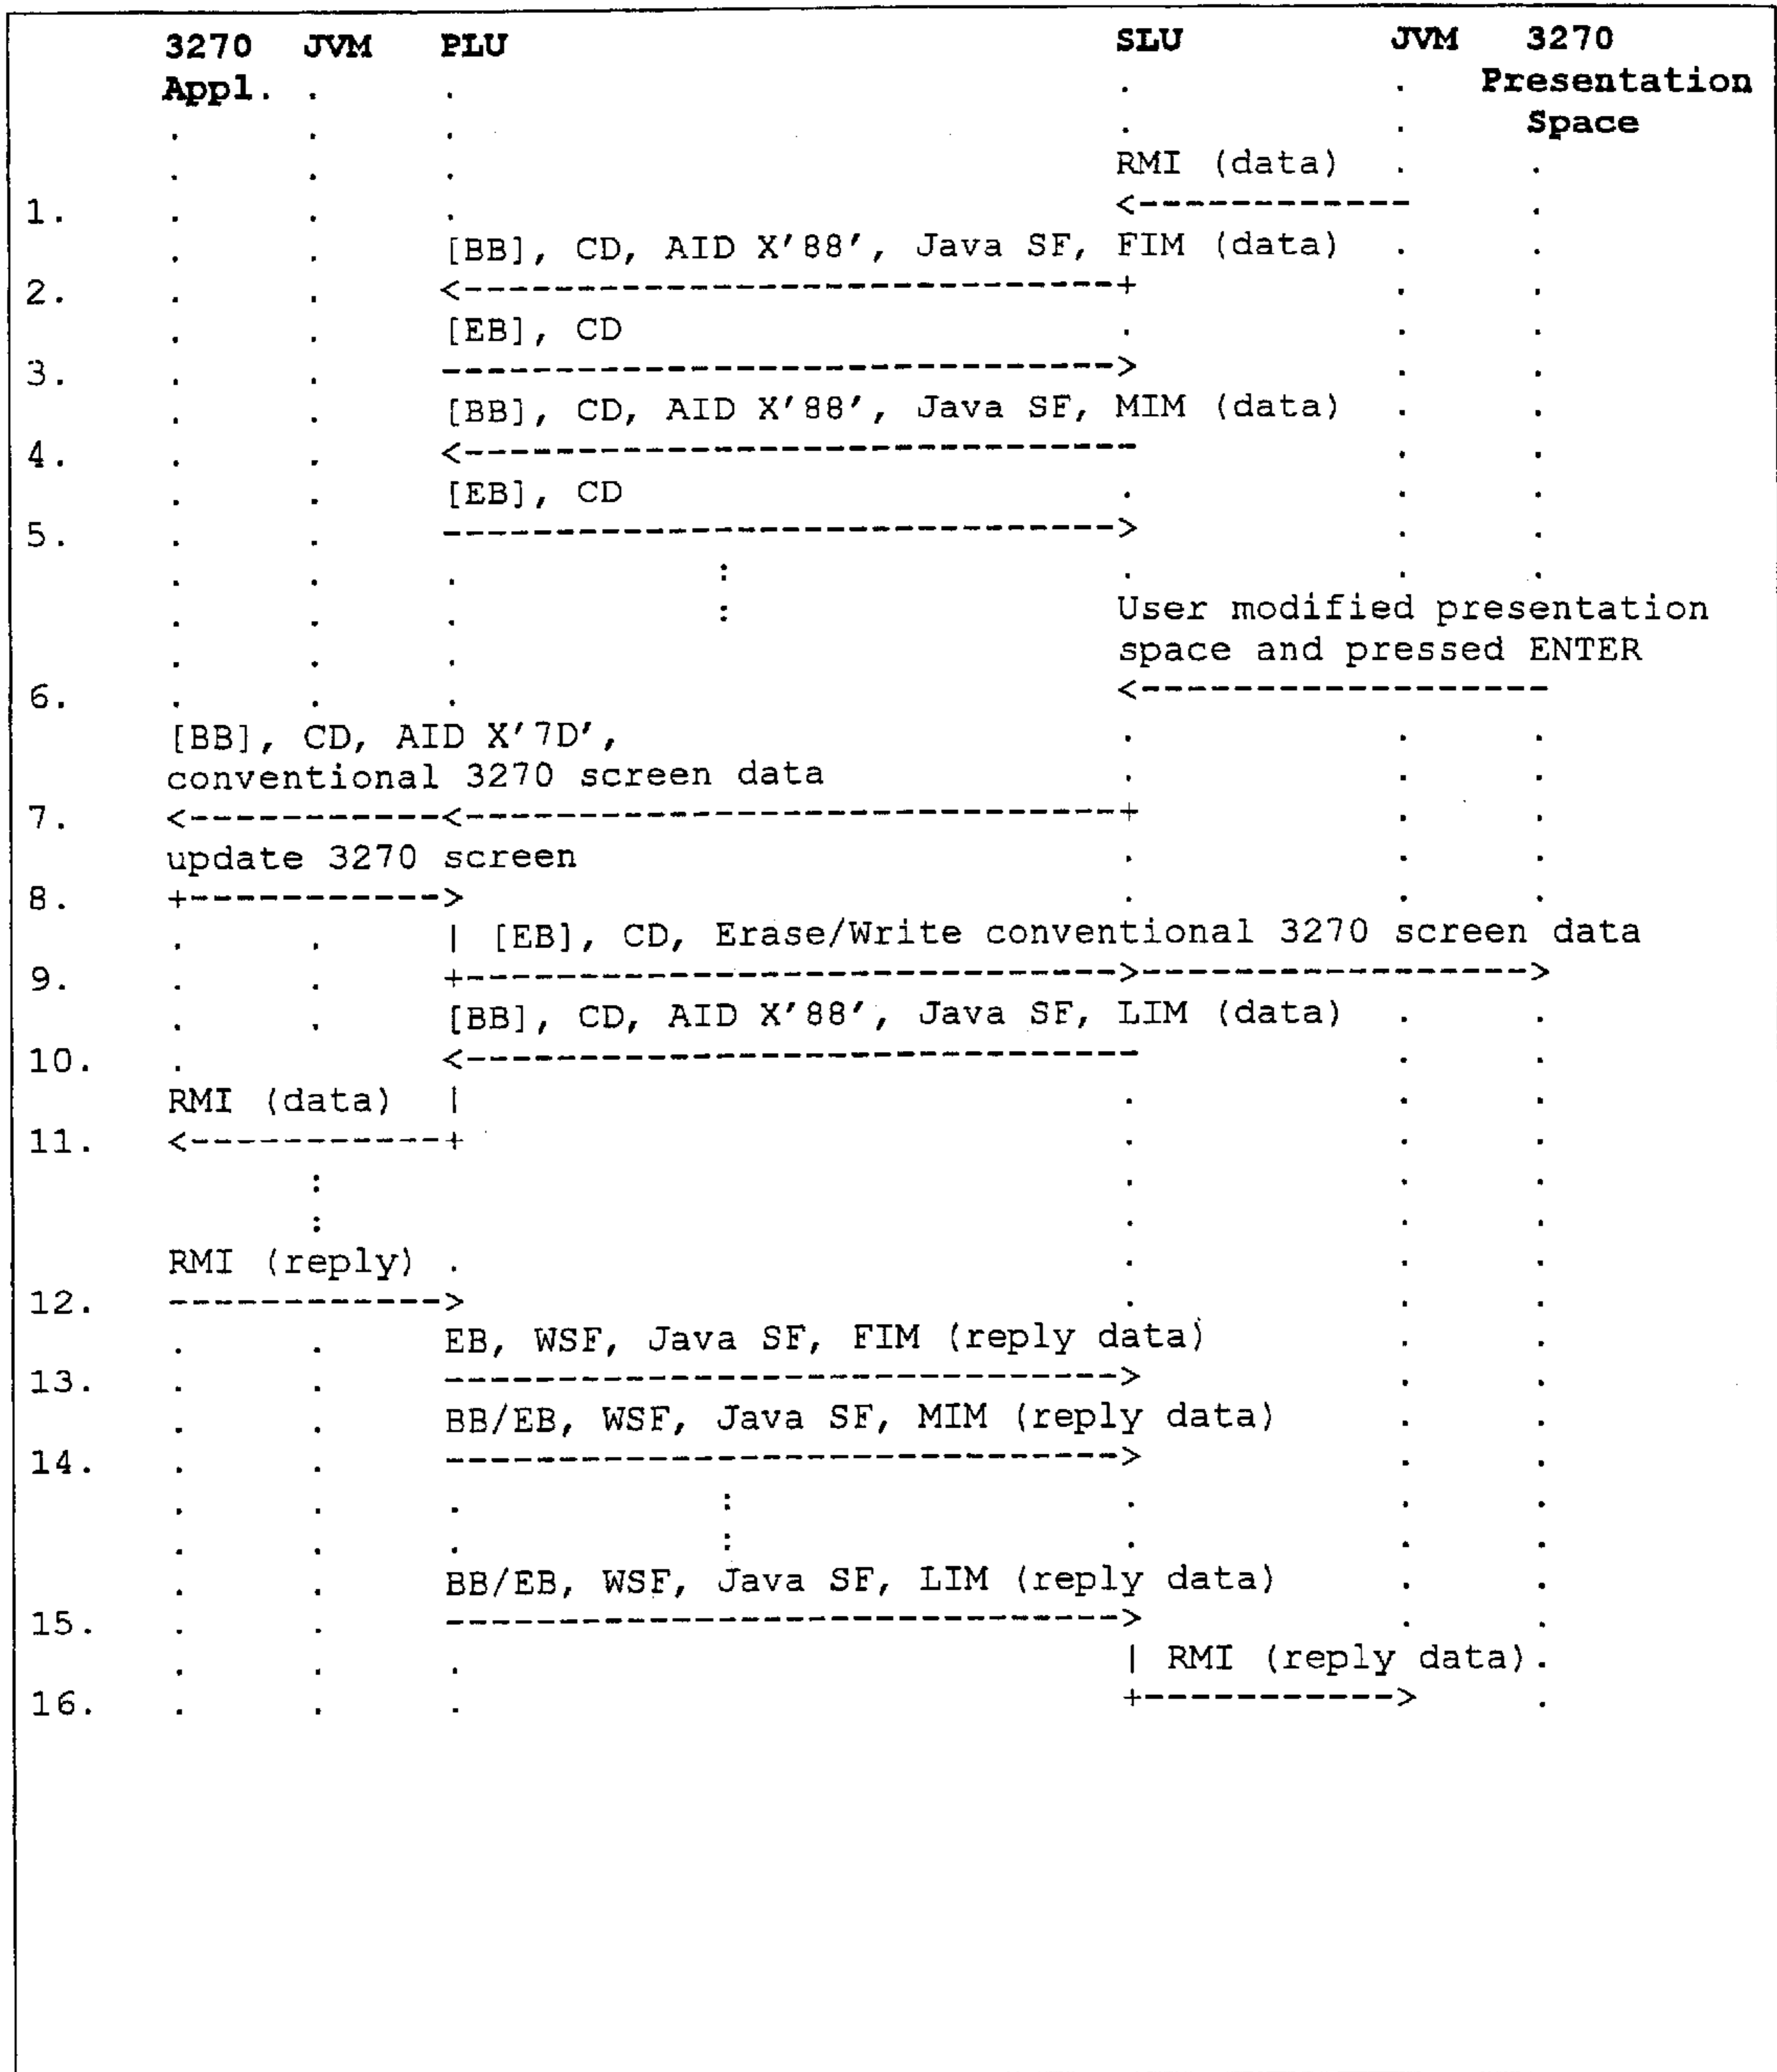 3270 JVM PLU SLU JVM 3270
Appl. . . . . Presentation
. . . . . Space
. . . RMI (data) . .
1. . . . <------------ .
. . [BB], CD, AID X'88', Java SF, FIM (data) . .
2. . . <-----------------------------+ . .
. . [EB], CD . . .
3. . . -----------------------------> . .
. . [BB], CD, AID X'88', Java SF, MIM (data) . .
4. . . <------------------------------ . .
. . [EB], CD . . .
5. . . -----------------------------> . .
. . . : . . .
. . . : User modified presentation
. . . space and pressed ENTER
6. . . . <------------------
[BB], CD, AID X'7D', . . .
conventional 3270 screen data . . .
7. <-----------<-----------------------------+ . .
update 3270 screen . . .
8. +-----------> . . .
. . | [EB], CD, Erase/Write conventional 3270 screen data
9. . . +----------------------------->----------------->
. . [BB], CD, AID X'88', Java SF, LIM (data) . .
10. . <------------------------------ . .
RMI (data) | . . .
11. <-----------+ . . .
: . . .
: . . .
RMI (reply) . . . .
12. ------------> . . .
. . EB, WSF, Java SF, FIM (reply data) . .
13. . . -----------------------------> . .
. . BB/EB, WSF, Java SF, MIM (reply data) . .
14. . . -----------------------------> . .
. . . : . . .
. . . : . . .
. . BB/EB, WSF, Java SF, LIM (reply data) . .
15. . . -----------------------------> . .
. . . | RMI (reply data).
16. . . . +------------> .